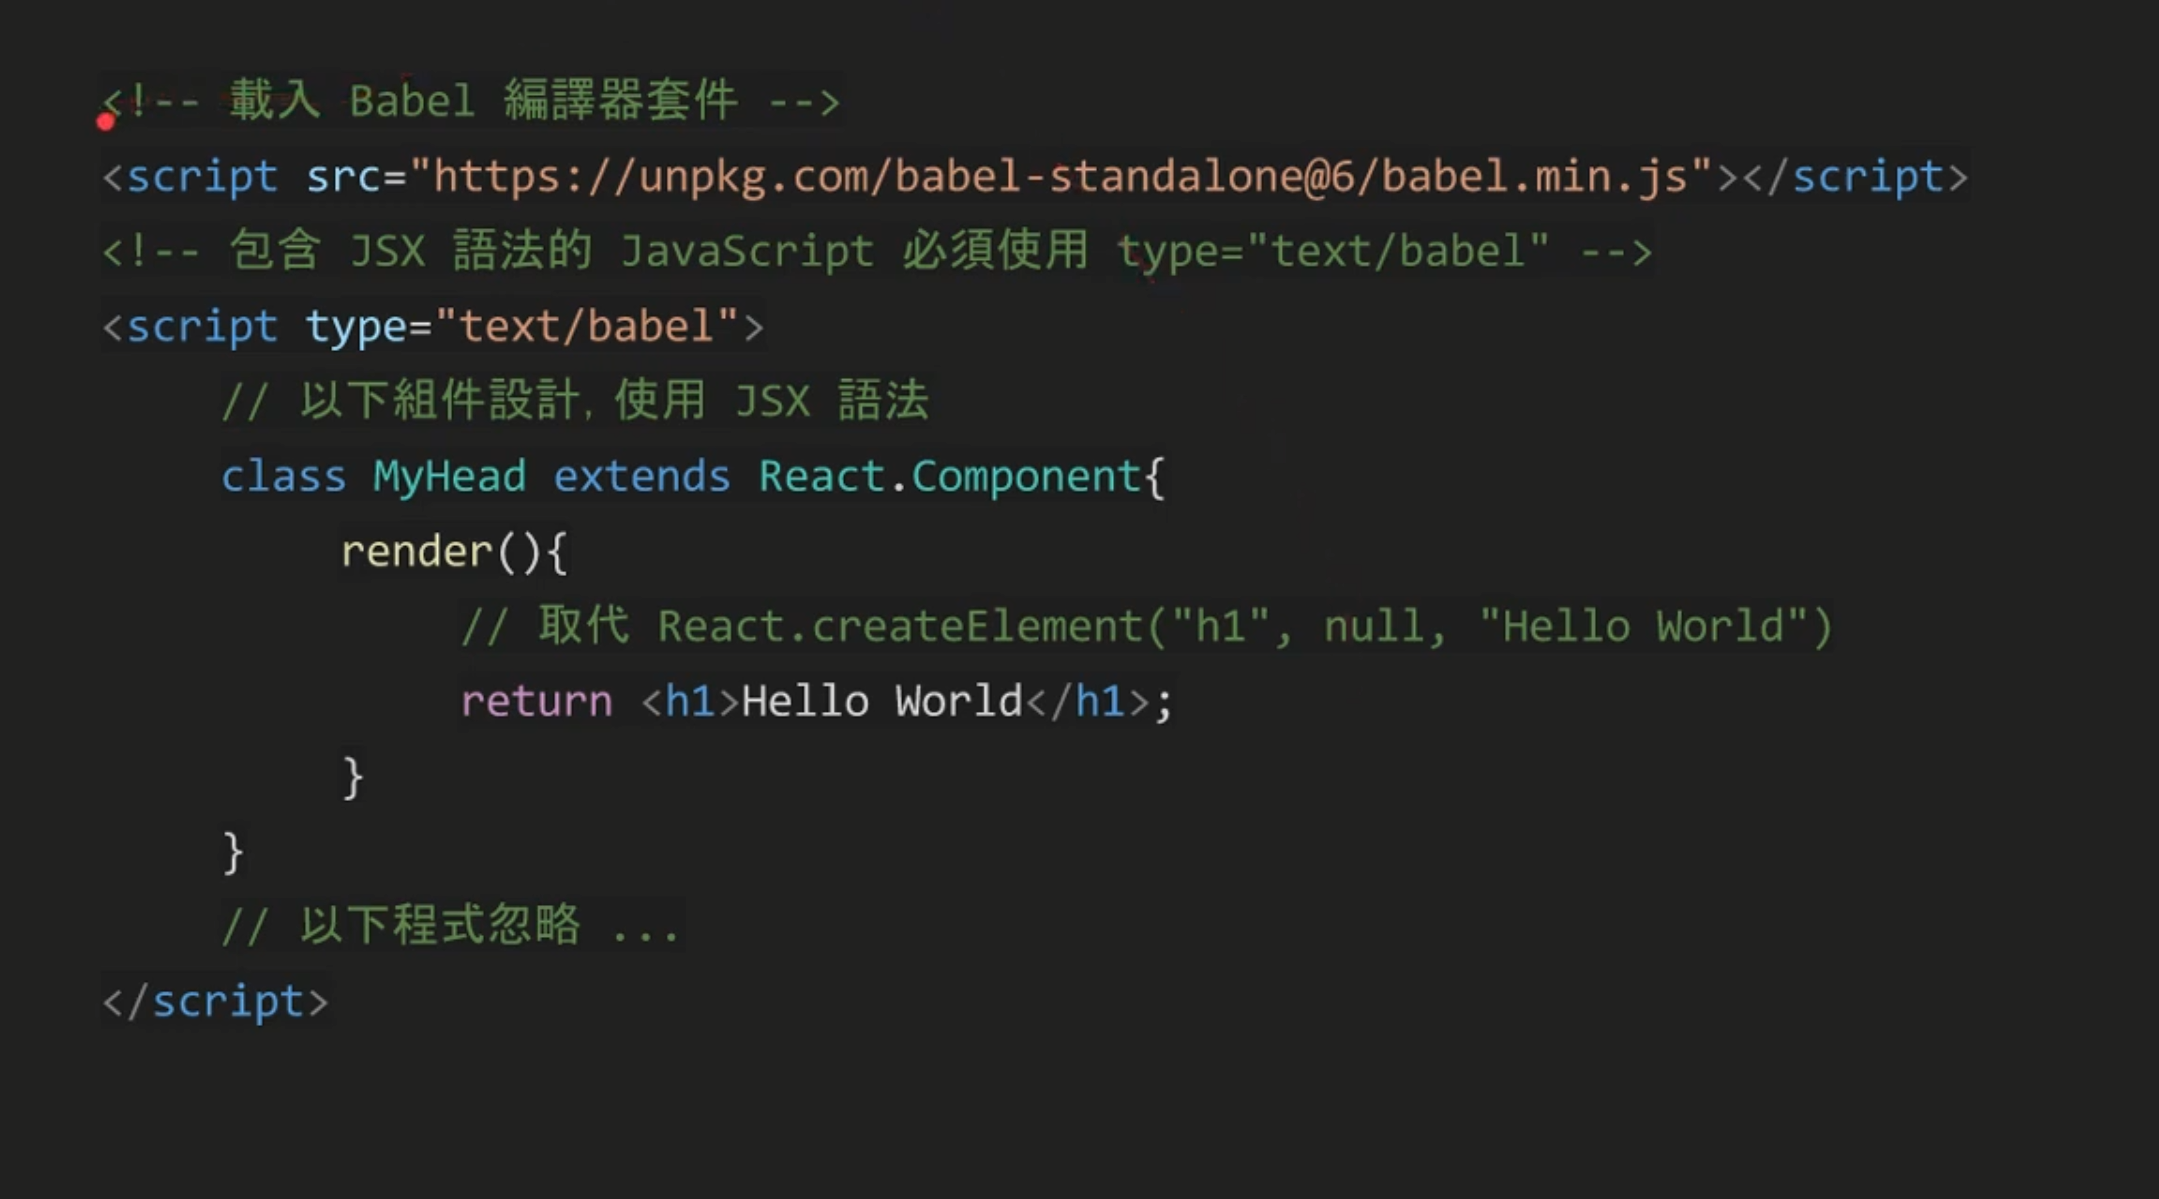 <!-- 載入 Babel 編譯器套件 -->
<script src="https://unpkg.com/babel-standalone@6/babel.min.js"></script>
<!-- 包含 JSX 語法的 JavaScript 必須使用 type="text/babel" -->
<script type="text/babel">
// 以下組件設計, 使用 JSX 語法
class MyHead extends React.Component{
render(){
// 取代 React.createElement("h1", null, "Hello World")
return <h1>Hello World</h1>;
}
}
// 以下程式忽略 ...
</script>